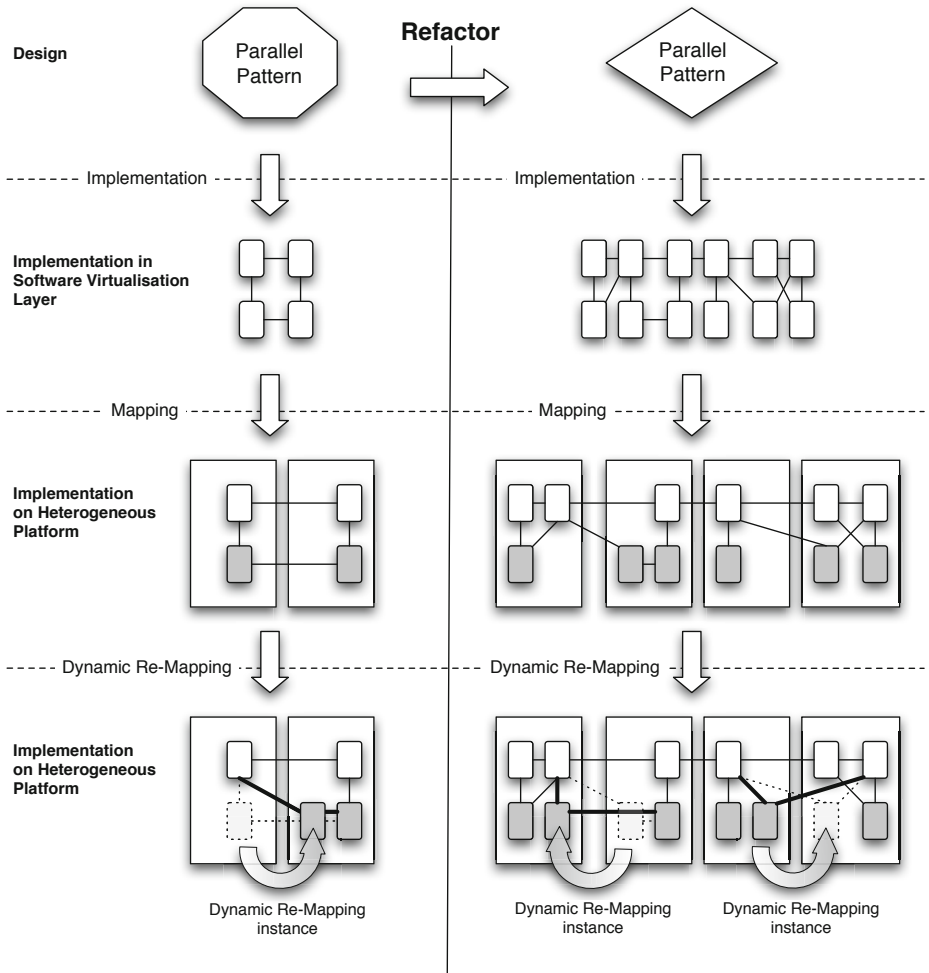 Refactor
Design
Parallel
Pattern
Parallel
Pattern
Implementation
Implementation
Implementation in
Software Virtualisation
Layer
Mapping
Mapping
Implementation
on Heterogeneous
Platform
Dynamic Re-Mapping
Dynamic Re-Mapping
Implementation
on Heterogeneous
Platform
Dynamic Re-Mapping
instance
Dynamic Re-Mapping
instance
Dynamic Re-Mapping
instance